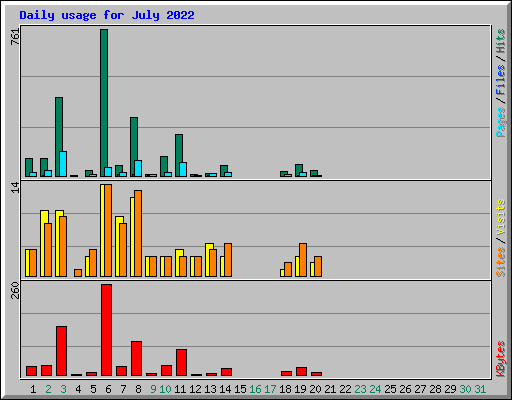 Daily usage for July 2022
761
14
260
Pages / Files / Hits
Sites / Visits
KBytes
1 2 3 4 5 6 7 8 9 10 11 12 13 14 15 16 17 18 19 20 21 22 23 24 25 26 27 28 29 30 31